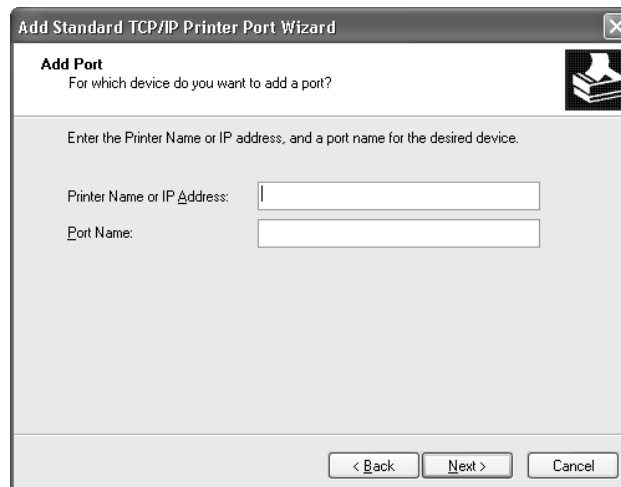 Add Standard TCP/IP Printer Port Wizard
Add Port
For which device do you want to add a port?
Enter the Printer Name or IP address, and a port name for the desired device.
Printer Name or IP Address:
Port Name:
< Back
Next >
Cancel